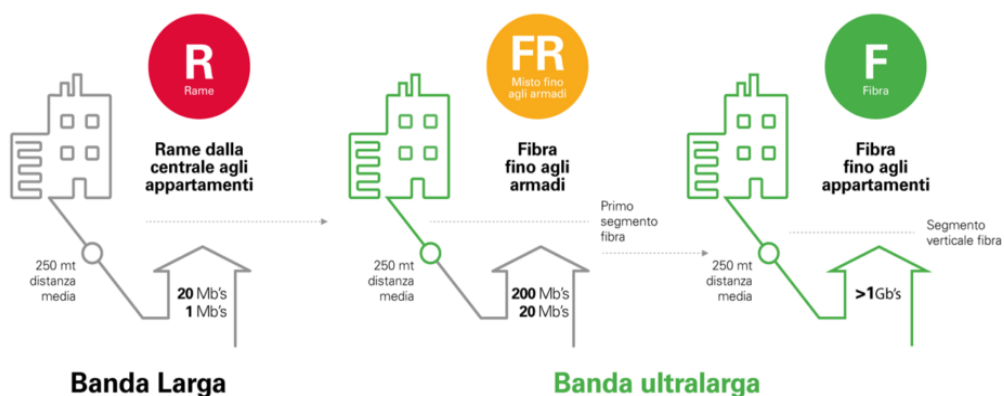 R
Rame
Rame dalla
centrale agli
appartamenti
250 mt
distanza
media
20 Mb's
1 Mb's
Banda Larga
FR
Misto fino
agli armadi
Fibra
fino agli
armadi
Primo
segmento
fibra
250 mt
distanza
media
200 Mb's
20 Mb's
F
Fibra
Fibra
fino agli
appartamenti
Segmento
verticale fibra
250 mt
distanza
media
>1Gb's
Banda ultralarga